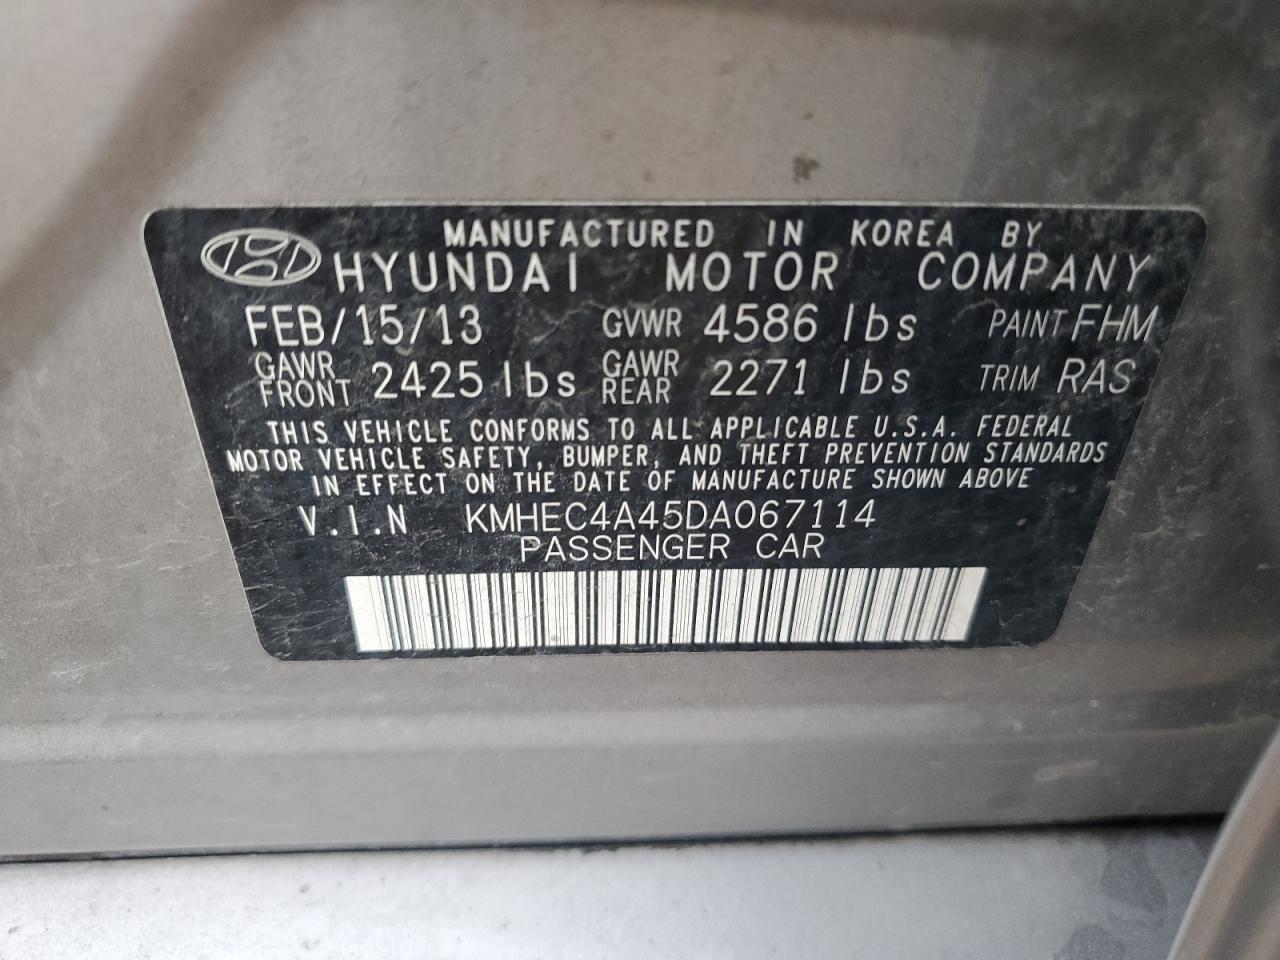 MANUFACTURED IN KOREA BY
HYUNDAI MOTOR COMPANY
FEB/15/13 GVWR 4586 lbs PAINT FHM
GAWR FRONT 2425 lbs GAWR REAR 2271 lbs TRIM RAS
THIS VEHICLE CONFORMS TO ALL APPLICABLE U.S.A. FEDERAL
MOTOR VEHICLE SAFETY, BUMPER, AND THEFT PREVENTION STANDARDS
IN EFFECT ON THE DATE OF MANUFACTURE SHOWN ABOVE
V.I.N KMHEC4A45DA067114
PASSENGER CAR